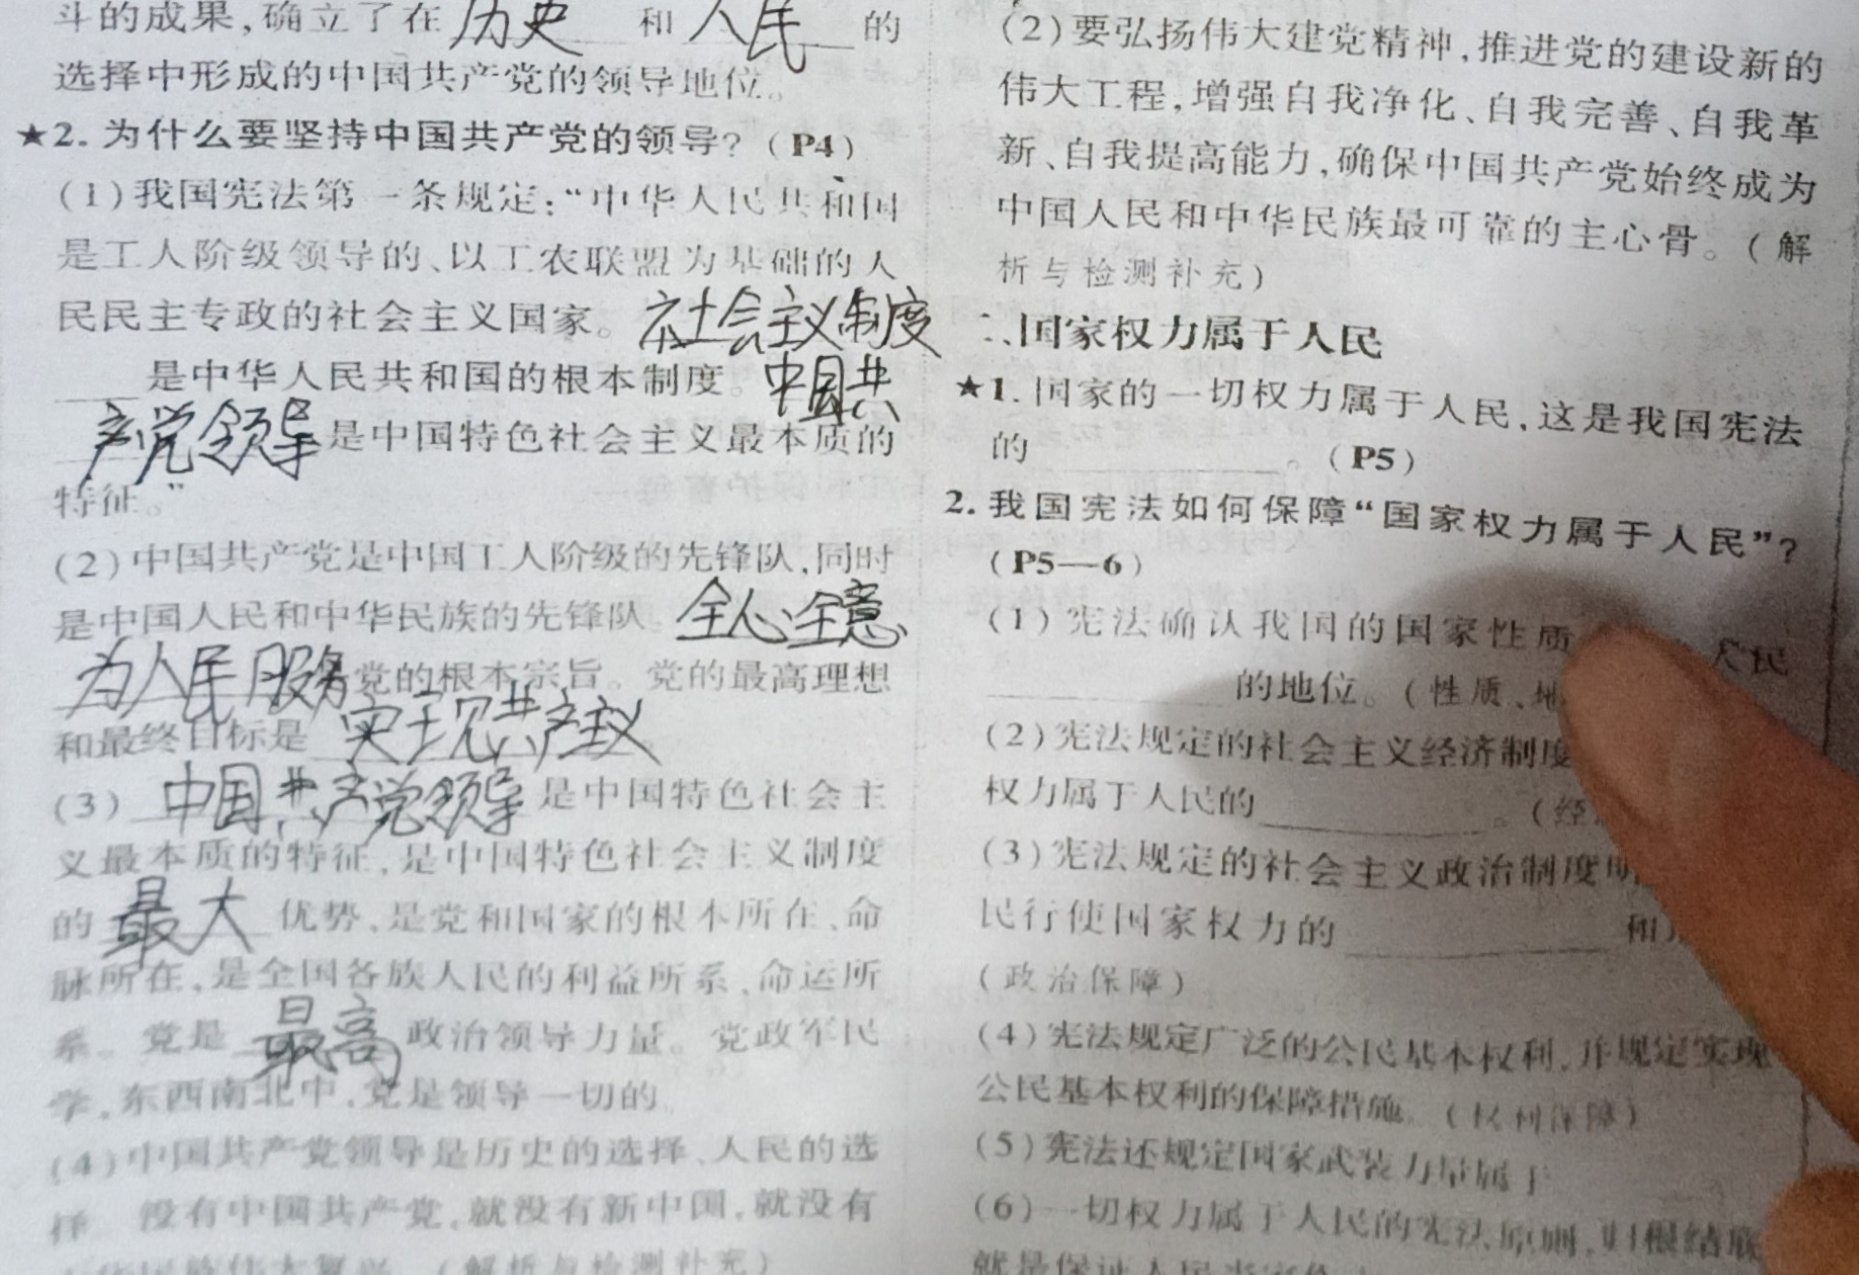 斗的成果,确立了在 历史 和 人民 的
选择中形成的中国共产党的领导地位。
★2.为什么要坚持中国共产党的领导?(P4)
(1)我国宪法第一条规定:“中华人民共和国
是工人阶级领导的、以工农联盟为基础的人
民民主专政的社会主义国家。社会主义制度
是中华人民共和国的根本制度。中国共
产党领导是中国特色社会主义最本质的
特征。”
(2)中国共产党是中国工人阶级的先锋队,同时
是中国人民和中华民族的先锋队。全心全意
为人民服务党的根本宗旨。党的最高理想
和最终目标是 实现共产主义
(3) 中国共产党领导 是中国特色社会主
义最本质的特征,是中国特色社会主义制度
的 最大 优势,是党和国家的根本所在、命
脉所在,是全国各族人民的利益所系、命运所
系。党是 最高 政治领导力量。党政军民
学,东西南北中,党是领导一切的
(4)中国共产党领导是历史的选择、人民的选
择 没有中国共产党,就没有新中国,就没有
(解析与检测补充)
(2)要弘扬伟大建党精神,推进党的建设新的
伟大工程,增强自我净化、自我完善、自我革
新、自我提高能力,确保中国共产党始终成为
中国人民和中华民族最可靠的主心骨。(解
析与检测补充)
二、国家权力属于人民
★1.国家的一切权力属于人民,这是我国宪法
的 。(P5)
2.我国宪法如何保障“国家权力属于人民”?
(P5—6)
(1)宪法确认我国的国家性质 人民
的地位。(性质、地
(2)宪法规定的社会主义经济制度
权力属于人民的 。(经
(3)宪法规定的社会主义政治制度明
民行使国家权力的 和
(政治保障)
(4)宪法规定广泛的公民基本权利,并规定实现
公民基本权利的保障措施。(权利保障)
(5)宪法还规定国家武装力量属于
(6)一切权力属于人民的宪法原则,归根结底
就是保证人民当家作主